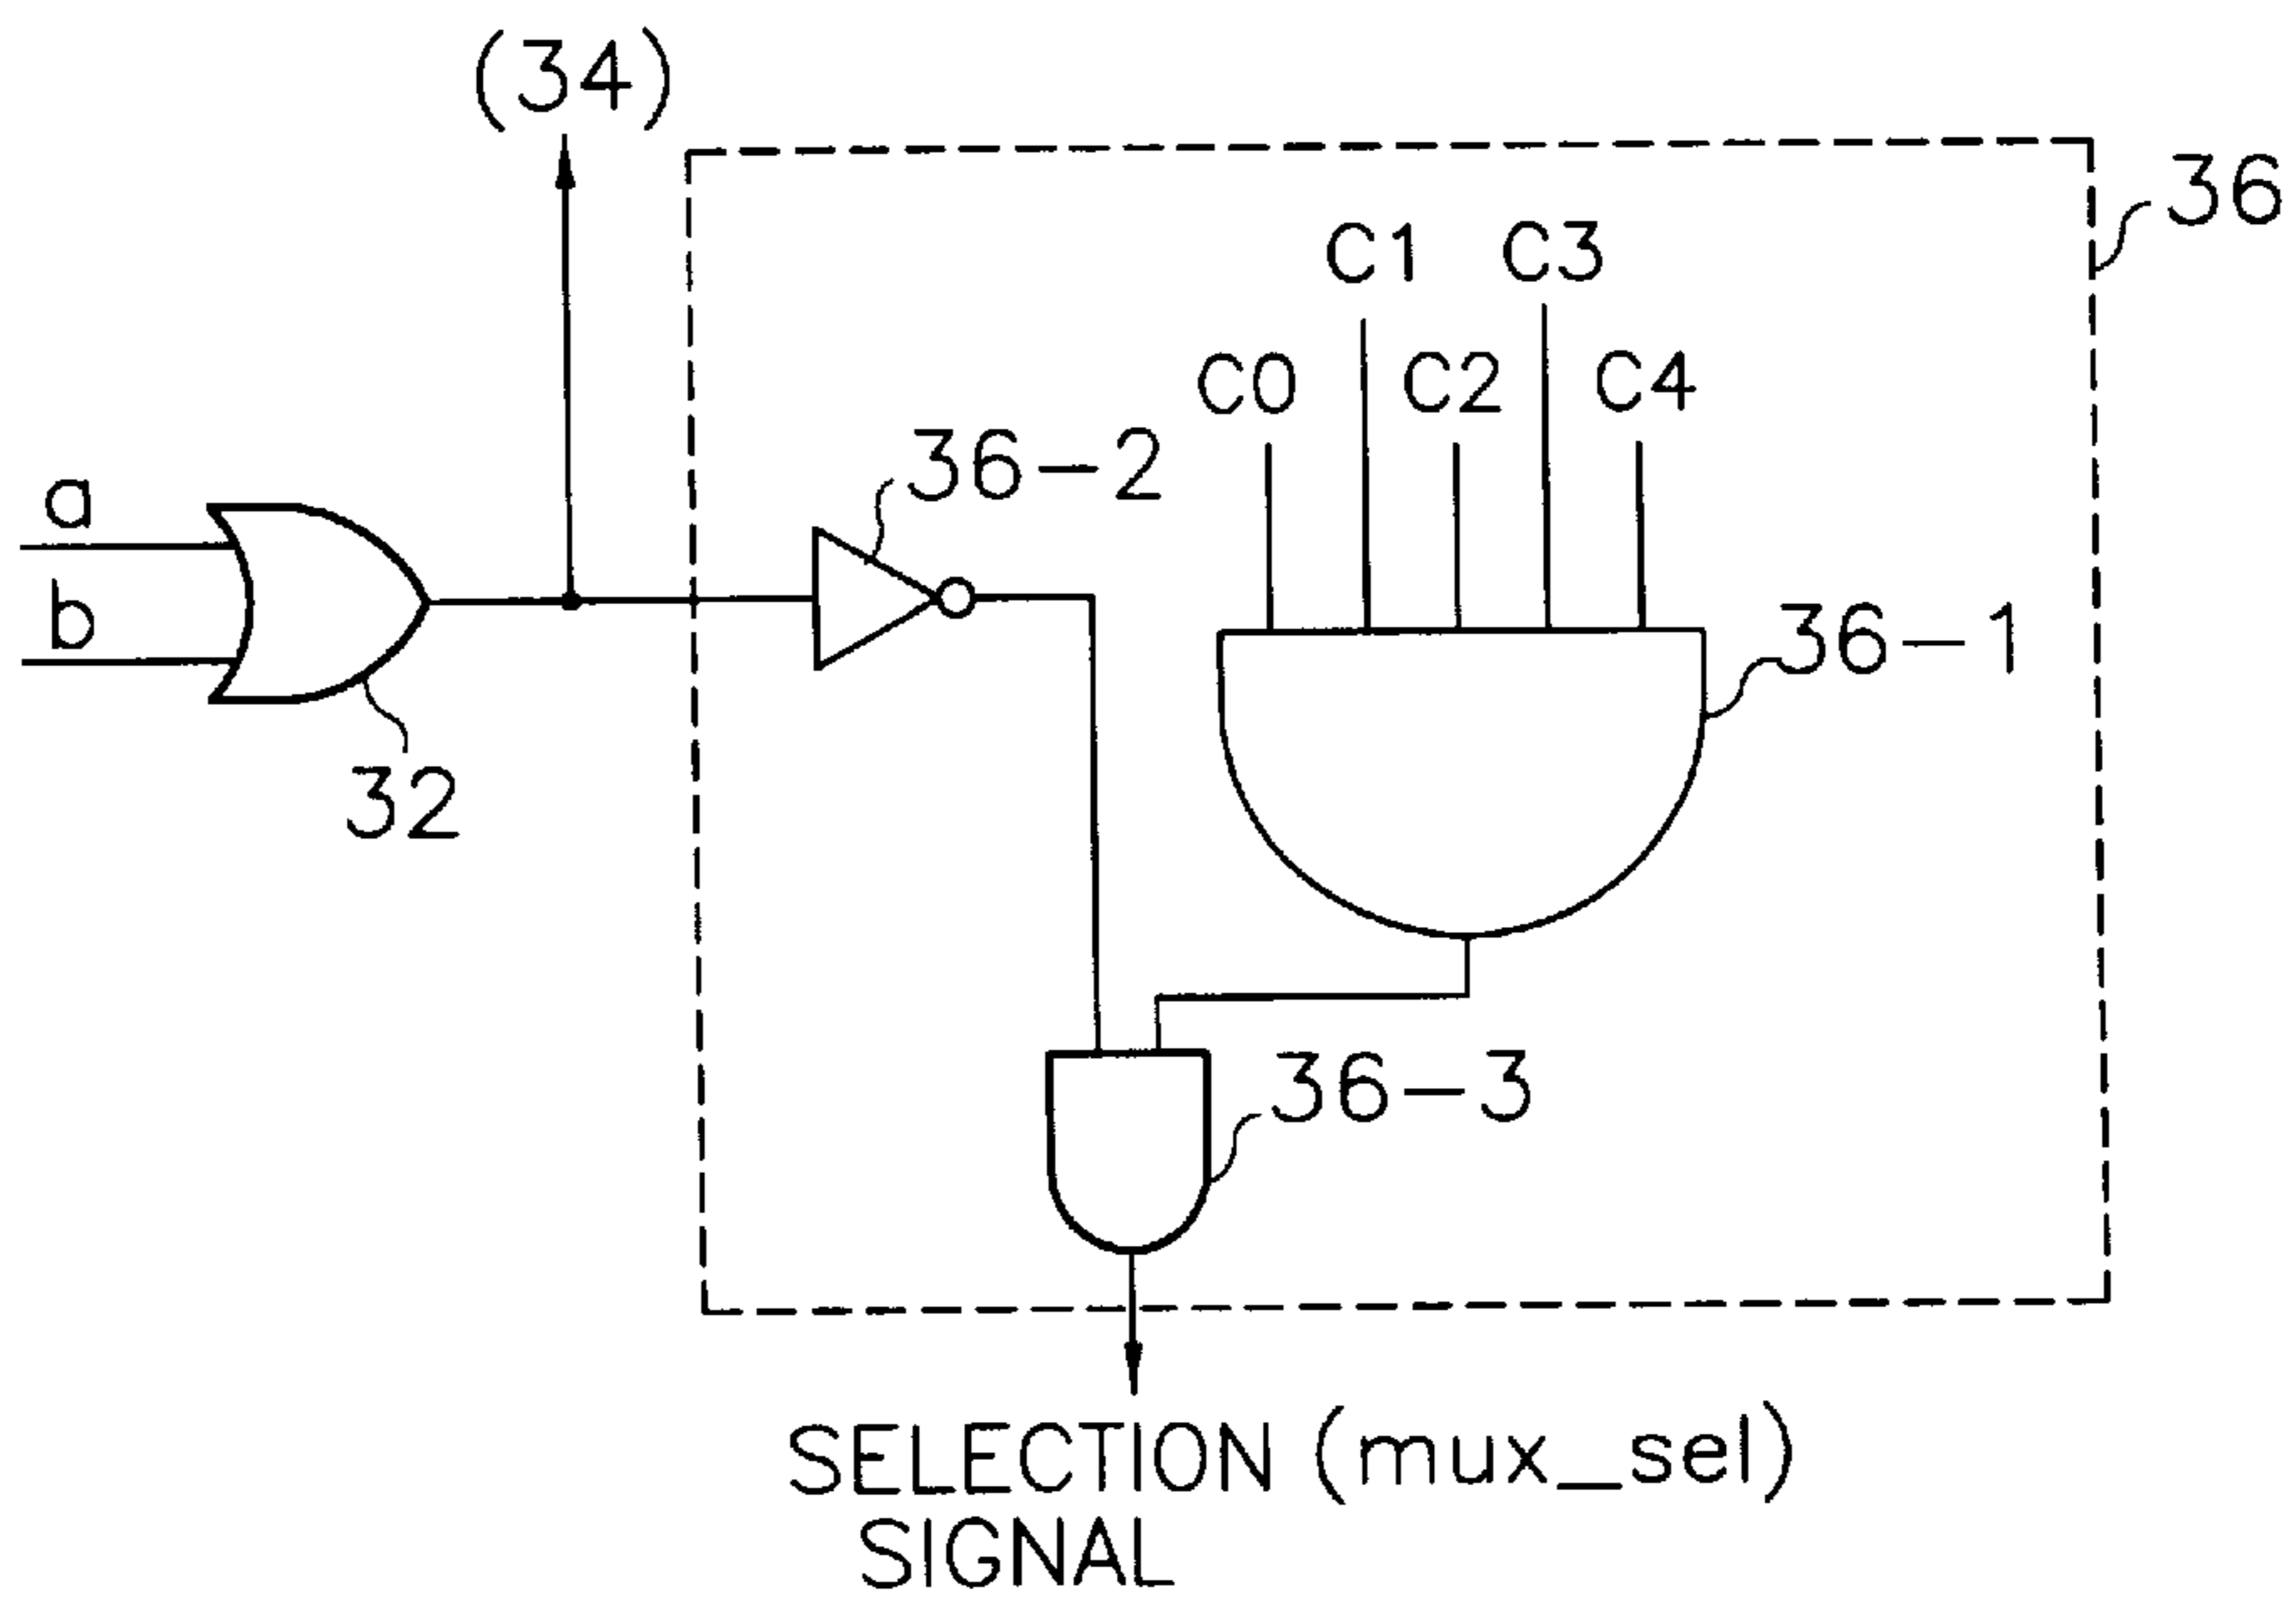 (34)
36
C1 C3
C0 C2 C4
36-2
a
b
36-1
32
36-3
SELECTION (mux_sel)
SIGNAL